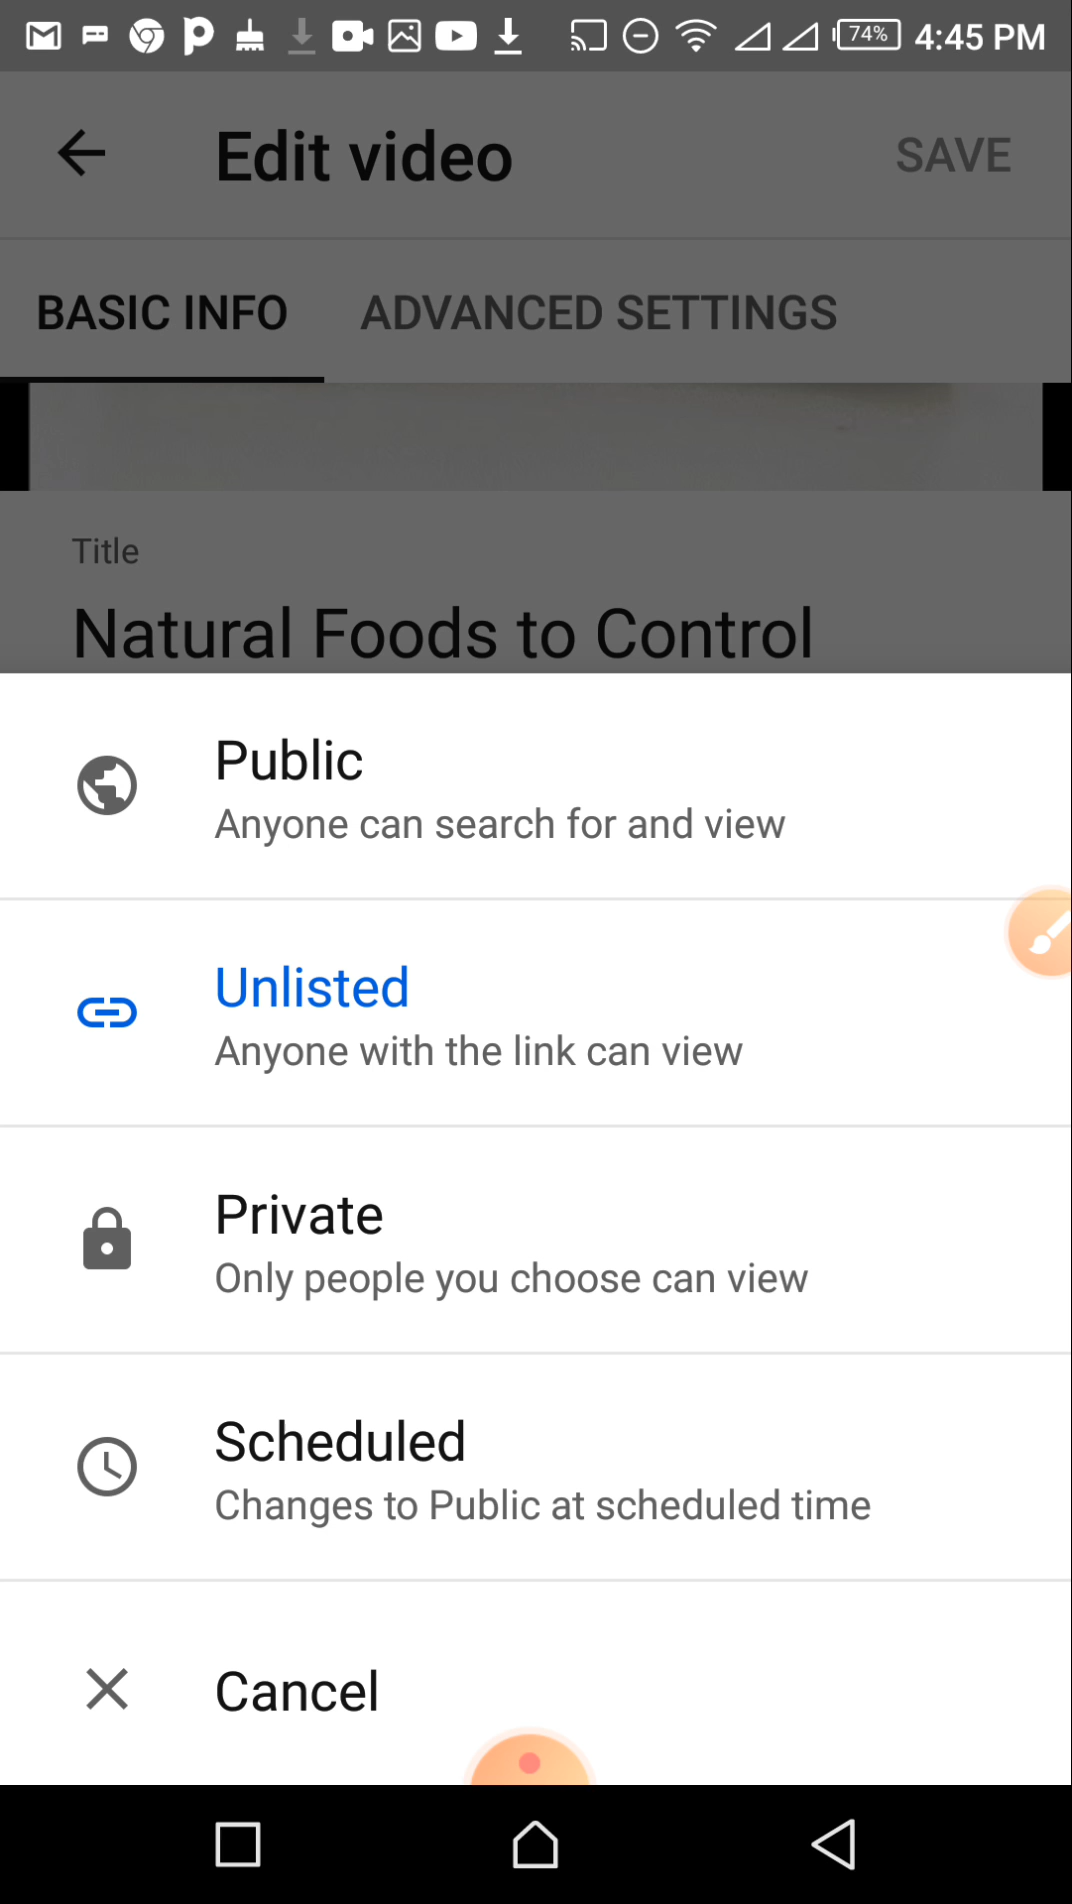 74% 4:45 PM
Edit video SAVE
BASIC INFO ADVANCED SETTINGS
Title
Natural Foods to Control
Public
Anyone can search for and view
Unlisted
Anyone with the link can view
Private
Only people you choose can view
Scheduled
Changes to Public at scheduled time
Cancel